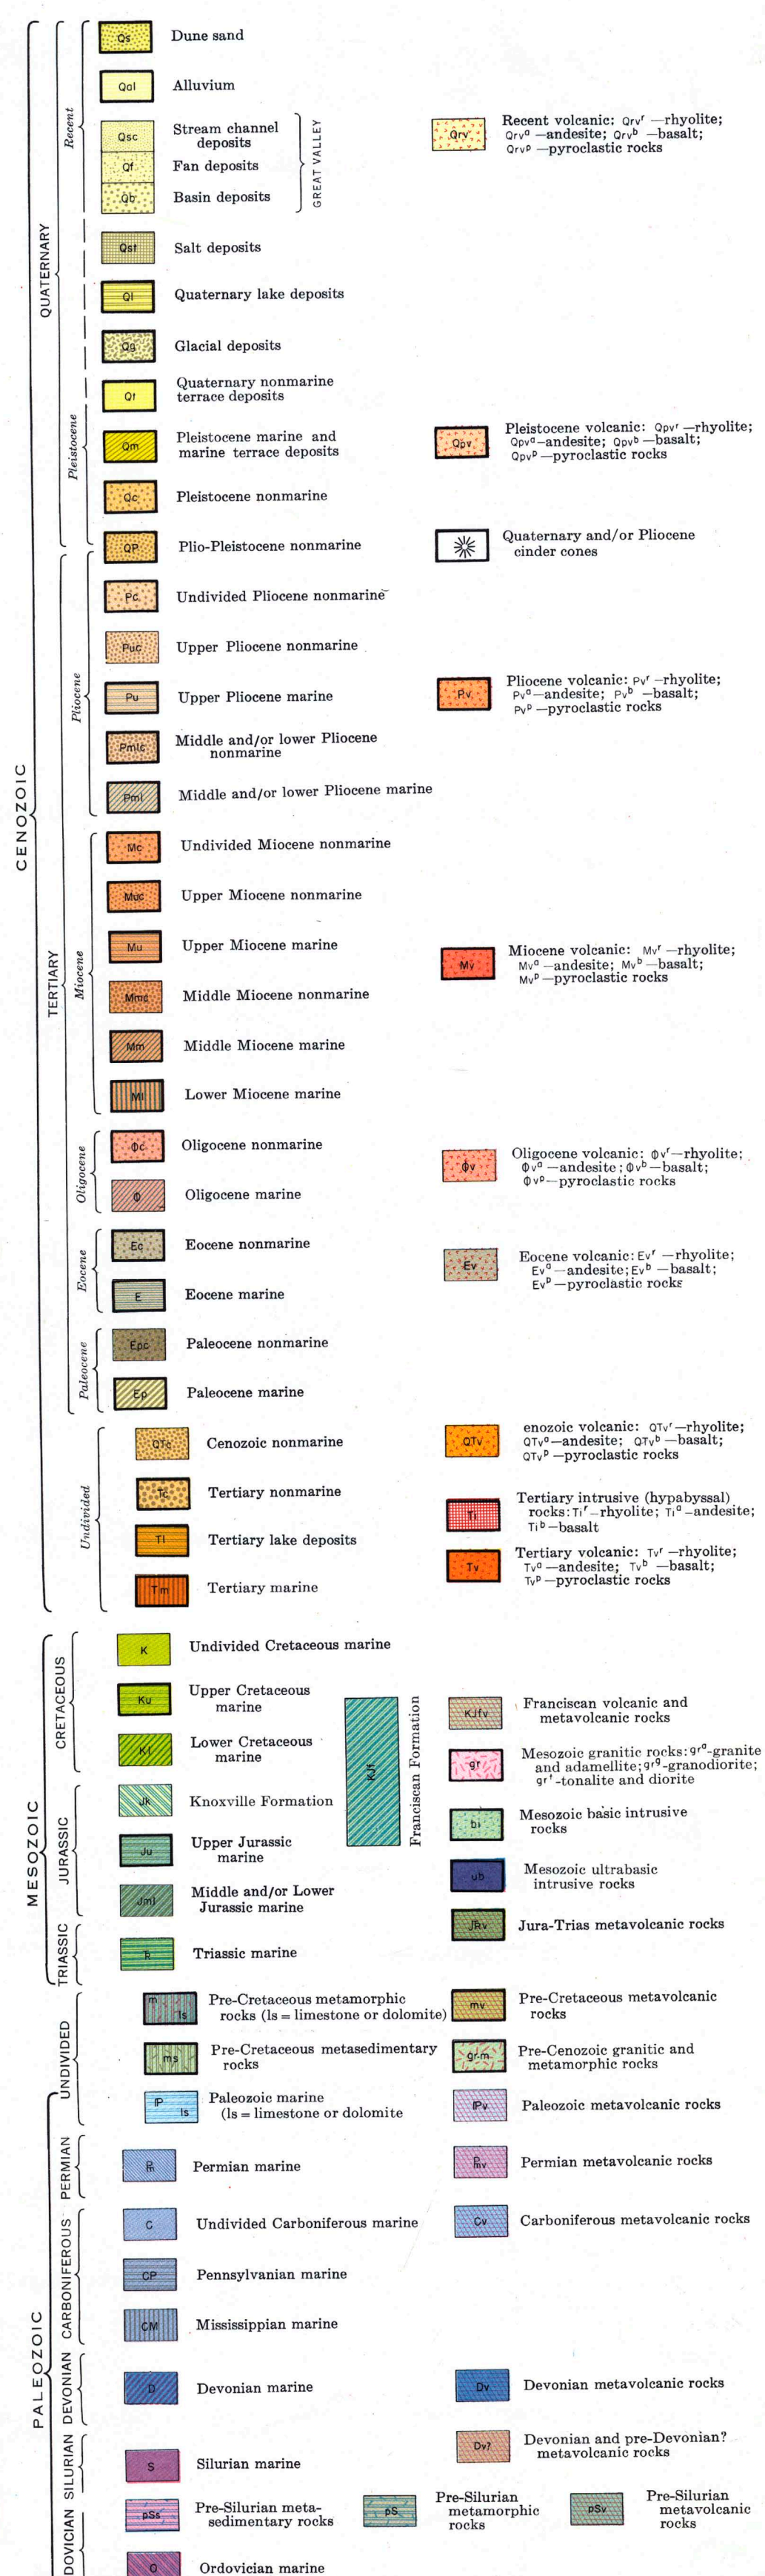 CENOZOIC
QUATERNARY
Recent
Qs Dune sand
Qal Alluvium
Qsc Stream channel
deposits
Qf Fan deposits
Qb Basin deposits
GREAT VALLEY
Qrv Recent volcanic: Qrvʳ —rhyolite;
Qrvᵃ —andesite; Qrvᵇ —basalt;
Qrvᵖ —pyroclastic rocks
Qst Salt deposits
Ql Quaternary lake deposits
Qg Glacial deposits
Pleistocene
Qt Quaternary nonmarine
terrace deposits
Qm Pleistocene marine and
marine terrace deposits
Qpv Pleistocene volcanic: Qpvʳ —rhyolite;
Qpvᵃ—andesite; Qpvᵇ —basalt;
Qpvᵖ —pyroclastic rocks
Qc Pleistocene nonmarine
QP Plio-Pleistocene nonmarine
Quaternary and/or Pliocene
cinder cones
TERTIARY
Pliocene
Pc Undivided Pliocene nonmarine
Puc Upper Pliocene nonmarine
Pu Upper Pliocene marine
Pv Pliocene volcanic: Pvʳ —rhyolite;
Pvᵃ—andesite; Pvᵇ —basalt;
Pvᵖ —pyroclastic rocks
Pmlc Middle and/or lower Pliocene
nonmarine
Pml Middle and/or lower Pliocene marine
Miocene
Mc Undivided Miocene nonmarine
Muc Upper Miocene nonmarine
Mu Upper Miocene marine
Mv Miocene volcanic: Mvʳ —rhyolite;
Mvᵃ —andesite; Mvᵇ —basalt;
Mvᵖ —pyroclastic rocks
Mmc Middle Miocene nonmarine
Mm Middle Miocene marine
Ml Lower Miocene marine
Oligocene
Φc Oligocene nonmarine
Φv Oligocene volcanic: Φvʳ—rhyolite;
Φvᵃ —andesite; Φvᵇ—basalt;
Φvᵖ—pyroclastic rocks
Φ Oligocene marine
Eocene
Ec Eocene nonmarine
Ev Eocene volcanic: Evʳ —rhyolite;
Evᵃ—andesite; Evᵇ —basalt;
Evᵖ —pyroclastic rocks
E Eocene marine
Paleocene
Epc Paleocene nonmarine
Ep Paleocene marine
Undivided
QTc Cenozoic nonmarine
QTv enozoic volcanic: QTvʳ—rhyolite;
QTvᵃ—andesite; QTvᵇ —basalt;
QTvᵖ —pyroclastic rocks
Tc Tertiary nonmarine
Ti Tertiary intrusive (hypabyssal)
rocks: Tiʳ—rhyolite; Tiᵃ—andesite;
Tiᵇ—basalt
Tl Tertiary lake deposits
Tv Tertiary volcanic: Tvʳ —rhyolite;
Tvᵃ—andesite; Tvᵇ —basalt;
Tvᵖ —pyroclastic rocks
Tm Tertiary marine
MESOZOIC
CRETACEOUS
K Undivided Cretaceous marine
Ku Upper Cretaceous
marine
Kl Lower Cretaceous
marine
KJf Franciscan Formation
KJfv Franciscan volcanic and
metavolcanic rocks
gr Mesozoic granitic rocks: grᵃ-granite
and adamellite; grᵍ-granodiorite;
grᵗ-tonalite and diorite
JURASSIC
Jk Knoxville Formation
bi Mesozoic basic intrusive
rocks
Ju Upper Jurassic
marine
ub Mesozoic ultrabasic
intrusive rocks
Jml Middle and/or Lower
Jurassic marine
JRv Jura-Trias metavolcanic rocks
TRIASSIC
R Triassic marine
UNDIVIDED
m ls Pre-Cretaceous metamorphic
rocks (ls = limestone or dolomite)
mv Pre-Cretaceous metavolcanic
rocks
ms Pre-Cretaceous metasedimentary
rocks
gr-m Pre-Cenozoic granitic and
metamorphic rocks
PALEOZOIC
IP ls Paleozoic marine
(ls = limestone or dolomite
IPv Paleozoic metavolcanic rocks
PERMIAN
Pm Permian marine
Pmv Permian metavolcanic rocks
CARBONIFEROUS
C Undivided Carboniferous marine
Cv Carboniferous metavolcanic rocks
CP Pennsylvanian marine
CM Mississippian marine
DEVONIAN
D Devonian marine
Dv Devonian metavolcanic rocks
Dv? Devonian and pre-Devonian?
metavolcanic rocks
SILURIAN
S Silurian marine
pSs Pre-Silurian meta-
sedimentary rocks
pS Pre-Silurian
metamorphic
rocks
pSv Pre-Silurian
metavolcanic
rocks
DOVICIAN
O Ordovician marine